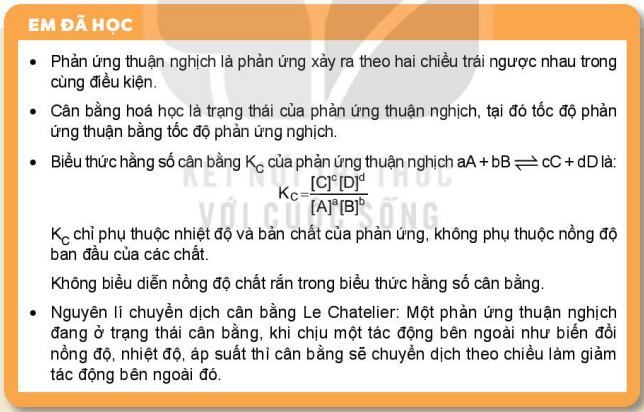 EM ĐÃ HỌC
• Phản ứng thuận nghịch là phản ứng xảy ra theo hai chiều trái ngược nhau trong
cùng điều kiện.
• Cân bằng hoá học là trạng thái của phản ứng thuận nghịch, tại đó tốc độ phản
ứng thuận bằng tốc độ phản ứng nghịch.
• Biểu thức hằng số cân bằng K_C của phản ứng thuận nghịch aA + bB ⇌ cC + dD là:
K_C = [C]^c[D]^d / [A]^a[B]^b
KẾT NỐI TRI THỨC
VỚI CUỘC SỐNG
K_C chỉ phụ thuộc nhiệt độ và bản chất của phản ứng, không phụ thuộc nồng độ
ban đầu của các chất.
Không biểu diễn nồng độ chất rắn trong biểu thức hằng số cân bằng.
• Nguyên lí chuyển dịch cân bằng Le Chatelier: Một phản ứng thuận nghịch
đang ở trạng thái cân bằng, khi chịu một tác động bên ngoài như biến đổi
nồng độ, nhiệt độ, áp suất thì cân bằng sẽ chuyển dịch theo chiều làm giảm
tác động bên ngoài đó.